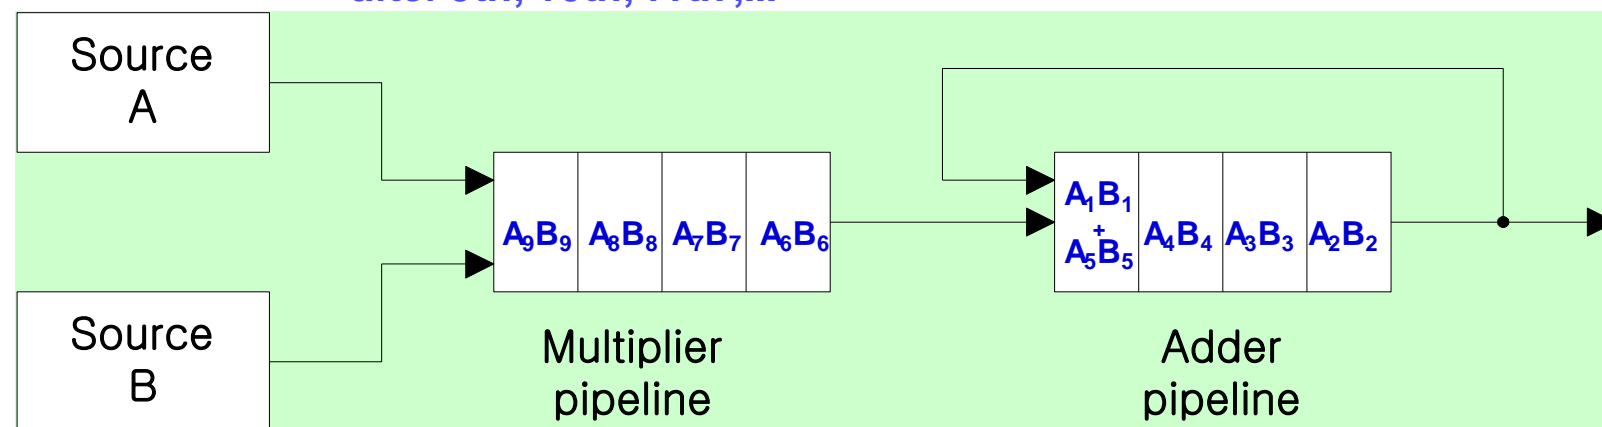 Source
A
A₉B₉ A₈B₈ A₇B₇ A₆B₆
A₁B₁
+
A₅B₅
A₄B₄ A₃B₃ A₂B₂
Source
B
Multiplier
pipeline
Adder
pipeline